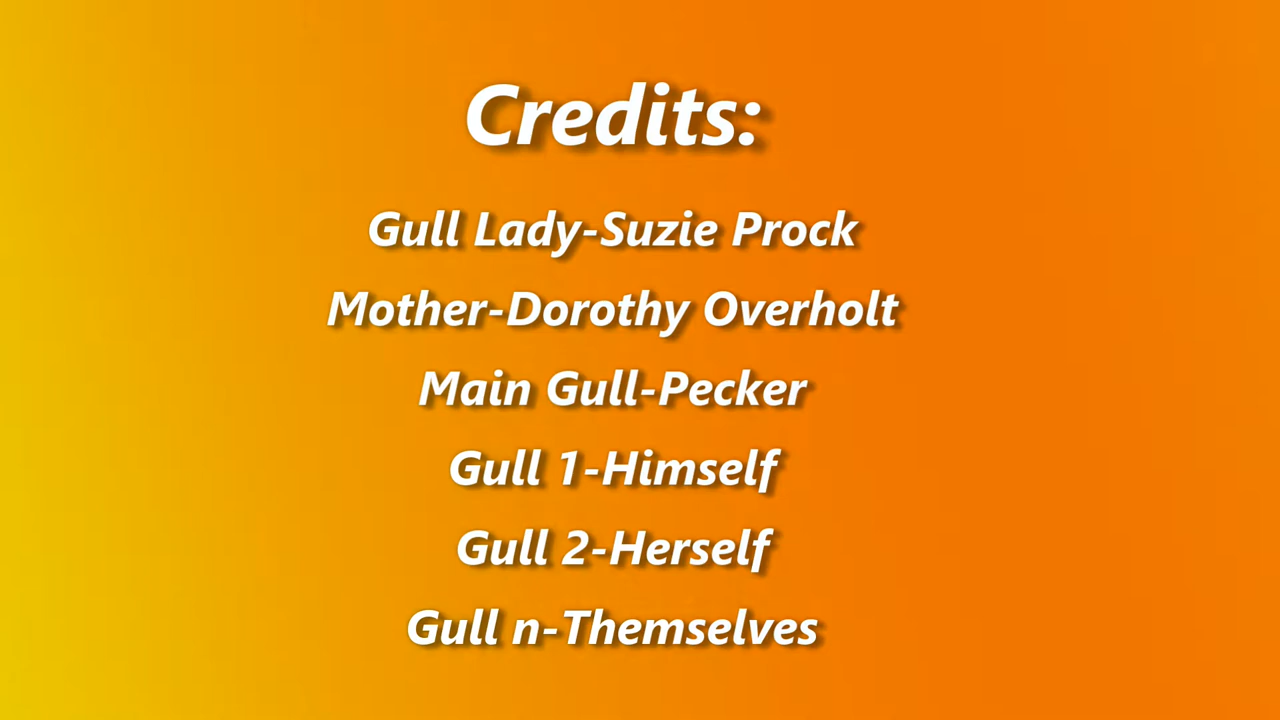 Credits:
Gull Lady-Suzie Prock
Mother-Dorothy Overholt
Main Gull-Pecker
Gull 1-Himself
Gull 2-Herself
Gull n-Themselves